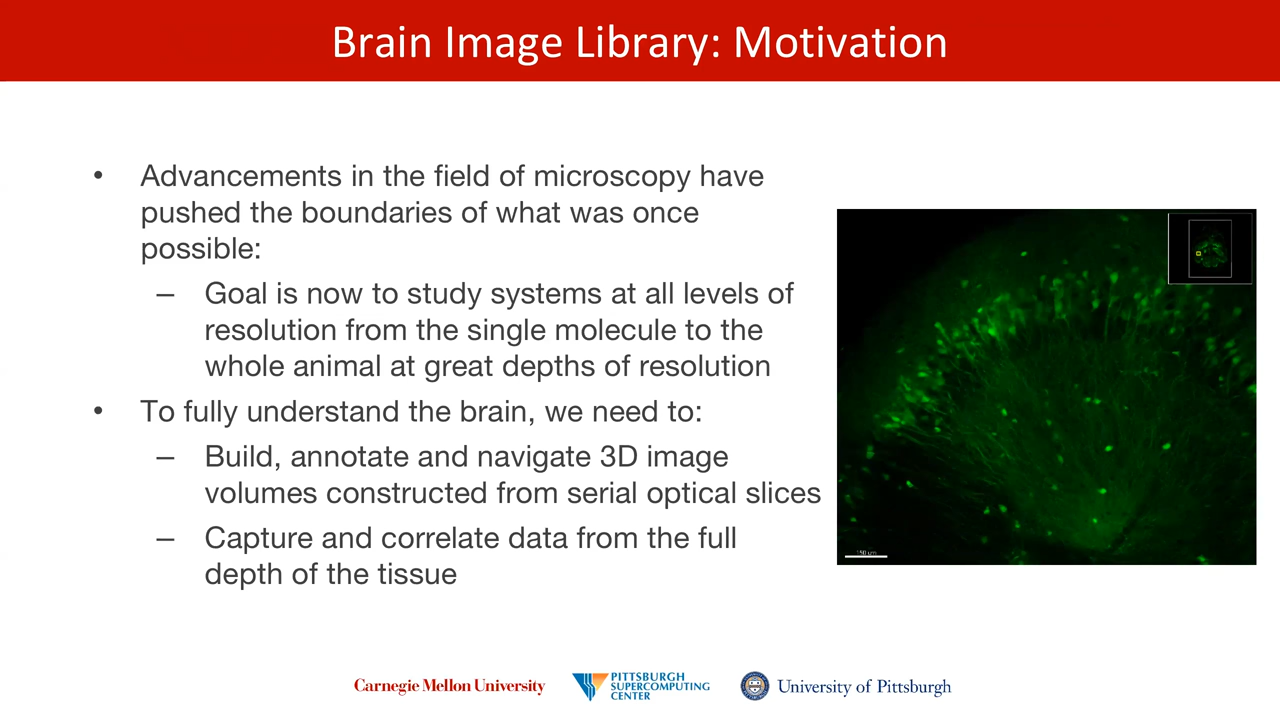 Brain Image Library: Motivation
• Advancements in the field of microscopy have
pushed the boundaries of what was once
possible:
– Goal is now to study systems at all levels of
resolution from the single molecule to the
whole animal at great depths of resolution
• To fully understand the brain, we need to:
– Build, annotate and navigate 3D image
volumes constructed from serial optical slices
– Capture and correlate data from the full
depth of the tissue
Carnegie Mellon University
PITTSBURGH
SUPERCOMPUTING
CENTER
University of Pittsburgh